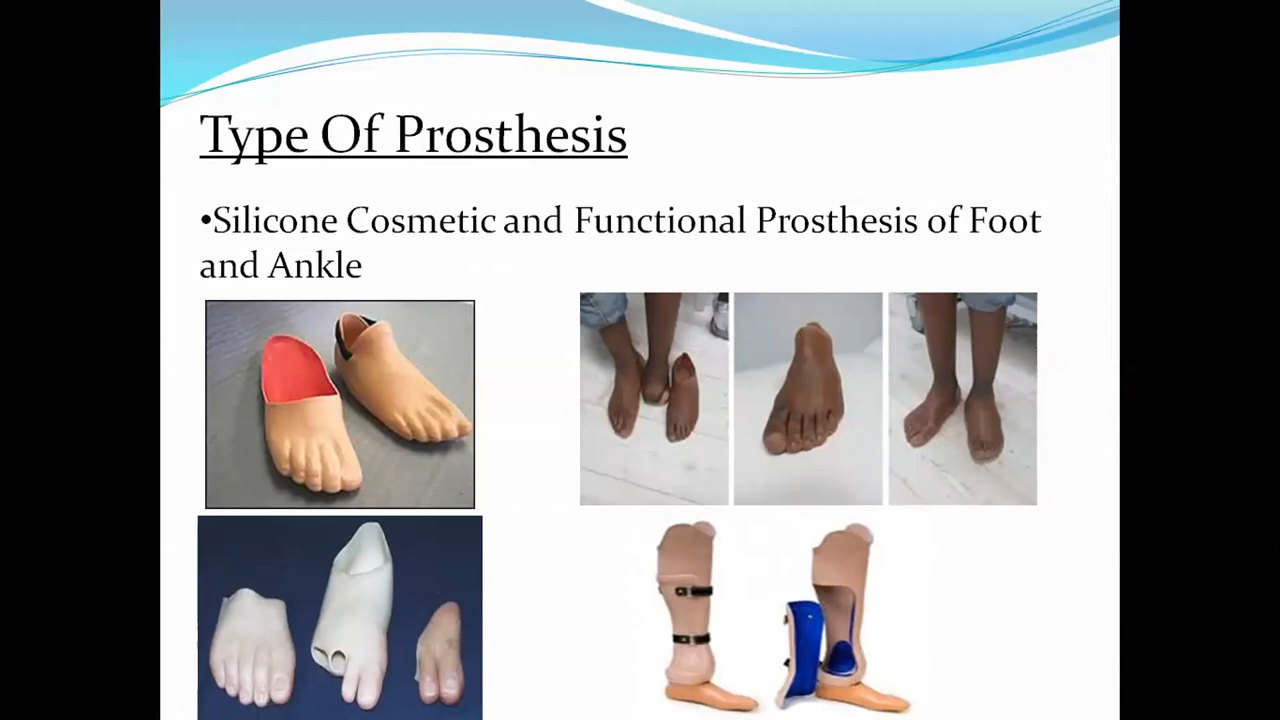 Type Of Prosthesis
•Silicone Cosmetic and Functional Prosthesis of Foot
and Ankle